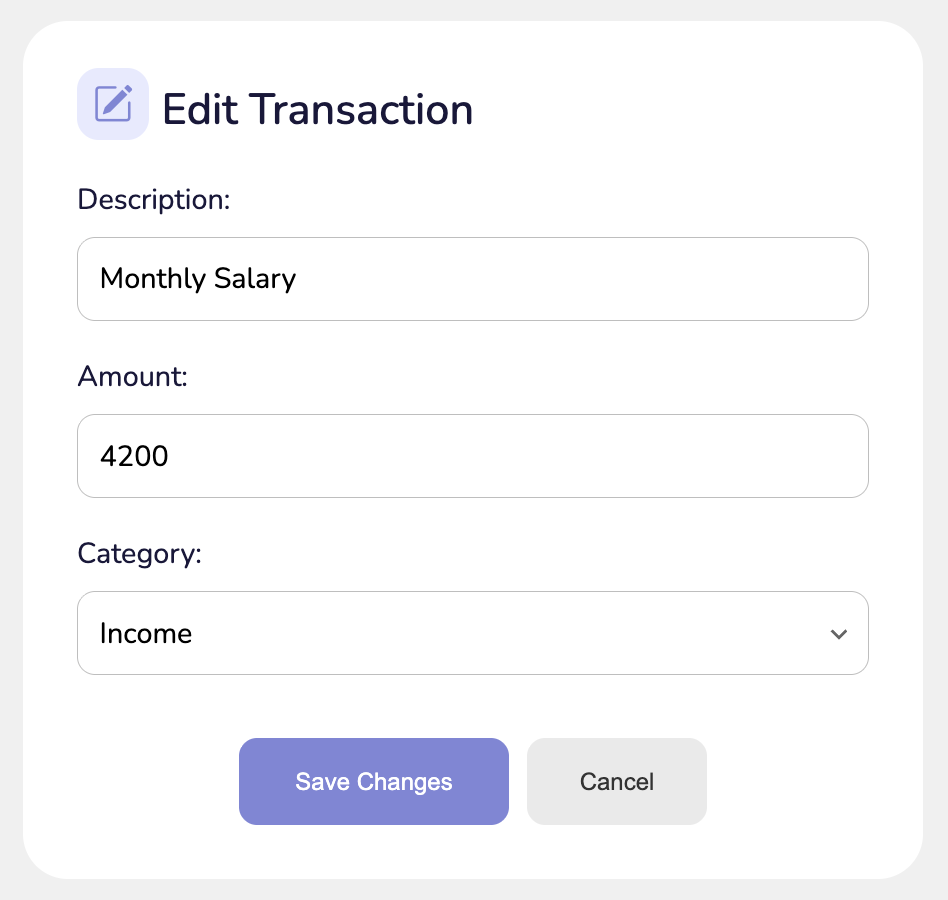 Edit Transaction
Description:
Monthly Salary
Amount:
4200
Category:
Income
Save Changes
Cancel